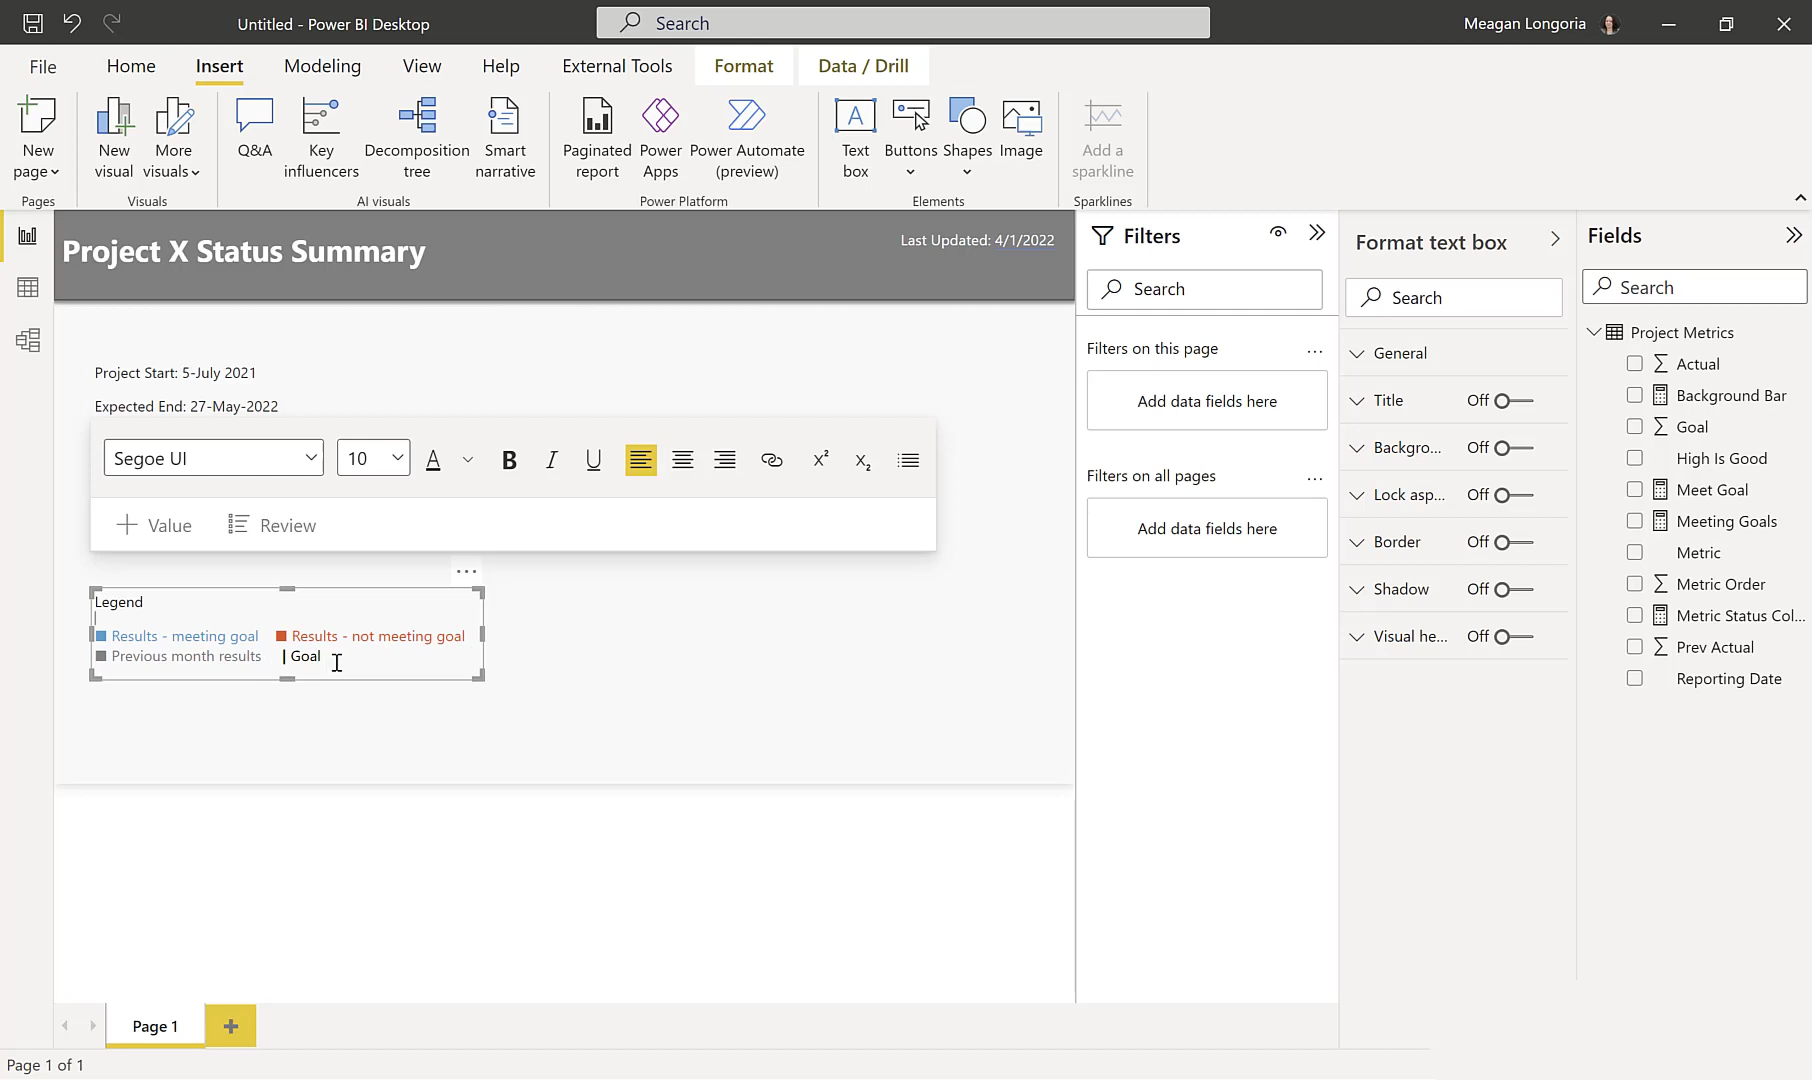 Untitled - Power BI Desktop
Search
Meagan Longoria
File
Home
Insert
Modeling
View
Help
External Tools
Format
Data / Drill
New page
New visual
More visuals
Q&A
Key influencers
Decomposition tree
Smart narrative
Paginated report
Power Apps
Power Automate (preview)
Text box
Buttons
Shapes
Image
Add a sparkline
Pages
Visuals
AI visuals
Power Platform
Elements
Sparklines
Project X Status Summary
Last Updated: 4/1/2022
Project Start: 5-July 2021
Expected End: 27-May-2022
Segoe UI
10
A
B
I
U
x²
x₂
Value
Review
Legend
Results - meeting goal
Results - not meeting goal
Previous month results
| Goal
Filters
Search
Filters on this page
...
Add data fields here
Filters on all pages
...
Add data fields here
Format text box
Search
General
Title Off
Backgro... Off
Lock asp... Off
Border Off
Shadow Off
Visual he... Off
Fields
Search
Project Metrics
Actual
Background Bar
Goal
High Is Good
Meet Goal
Meeting Goals
Metric
Metric Order
Metric Status Col...
Prev Actual
Reporting Date
Page 1
Page 1 of 1